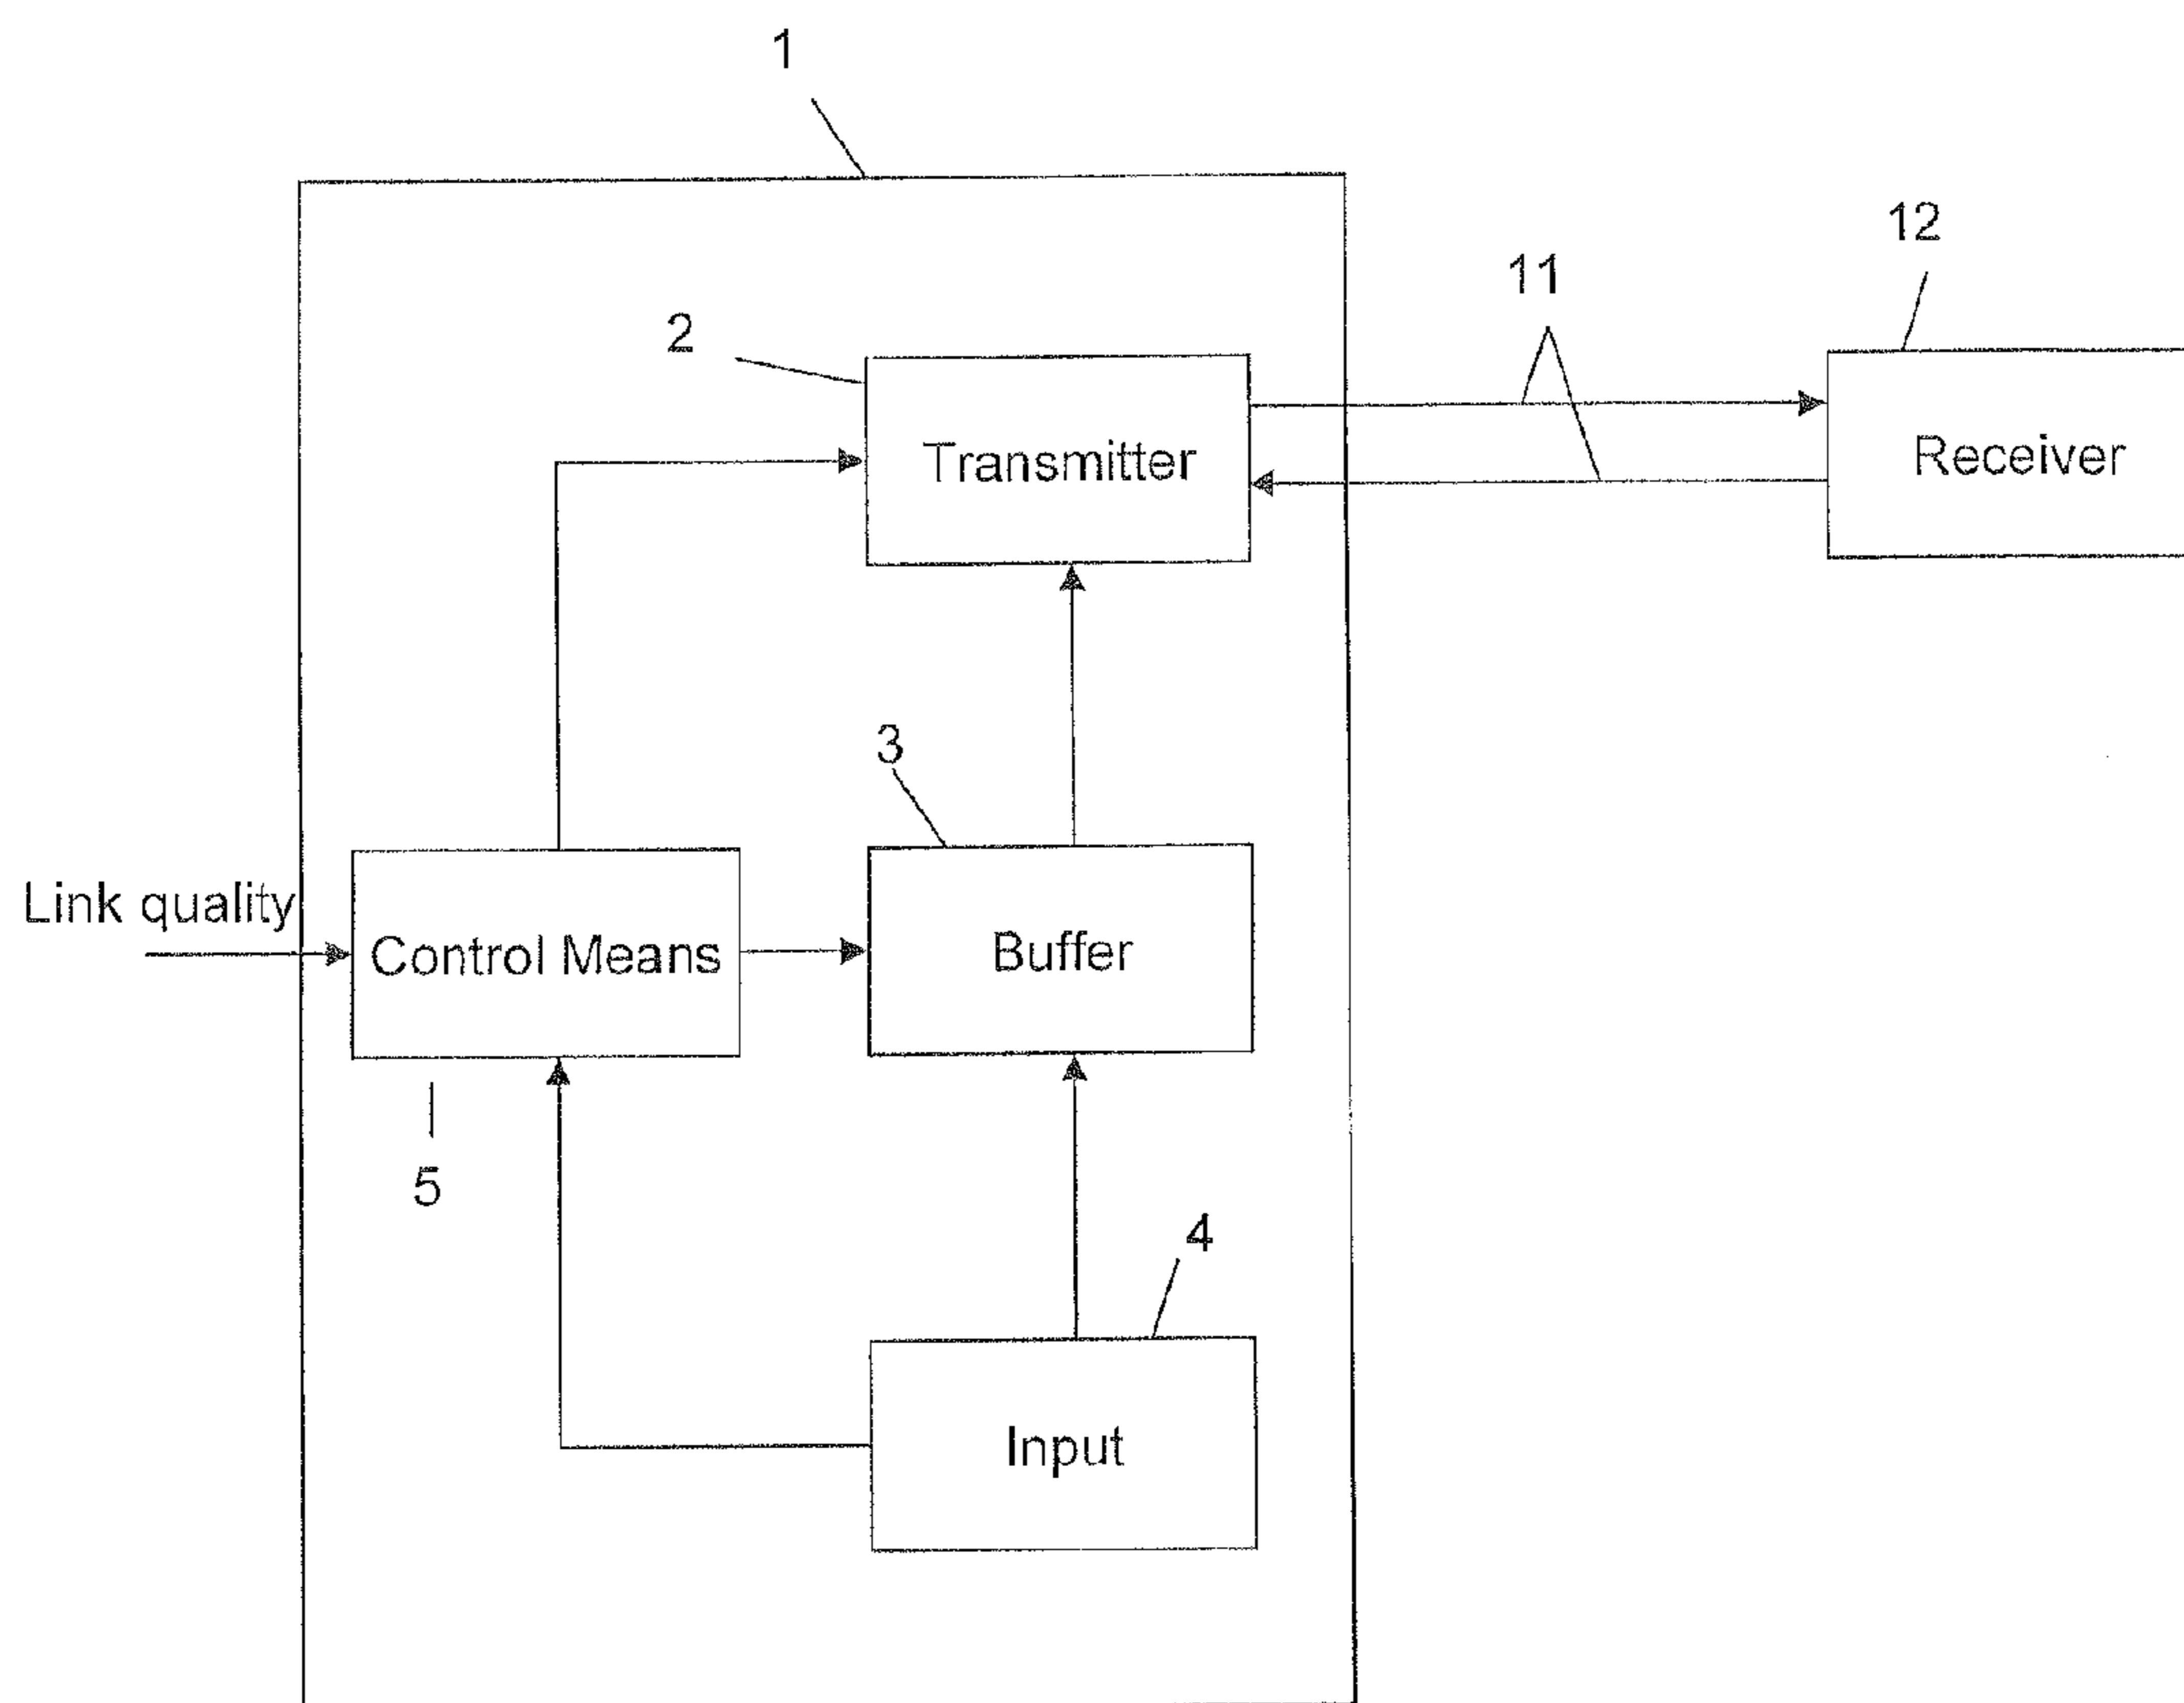 1
12
11
2
Transmitter
Receiver
3
Link quality
Control Means
Buffer
5
4
Input